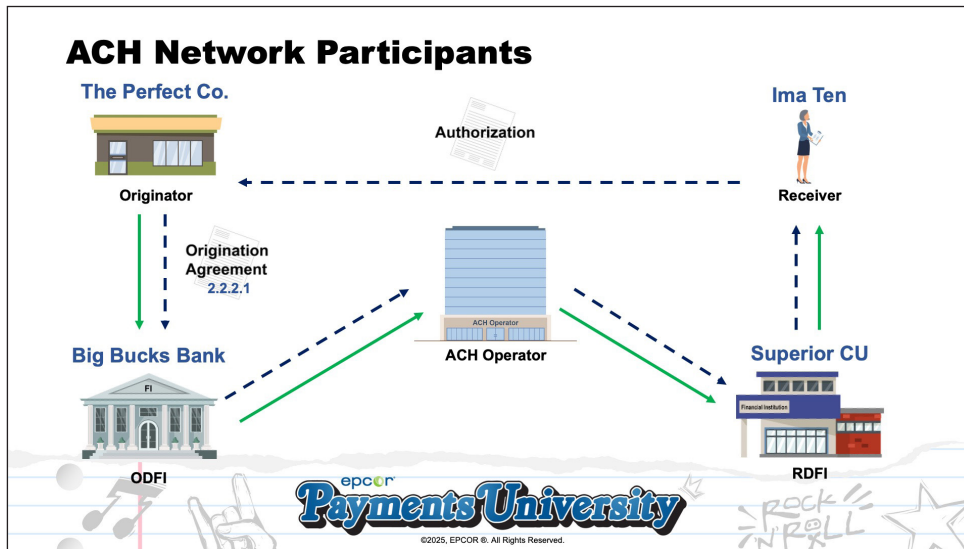 ACH Network Participants
The Perfect Co.
Ima Ten
Authorization
Originator
Receiver
Origination
Agreement
2.2.2.1
ACH Operator
ACH Operator
Big Bucks Bank
Superior CU
FI
Financial Institution
ODFI
RDFI
epcor®
Payments University
ROCK
N' ROLL
©2025, EPCOR ®. All Rights Reserved.